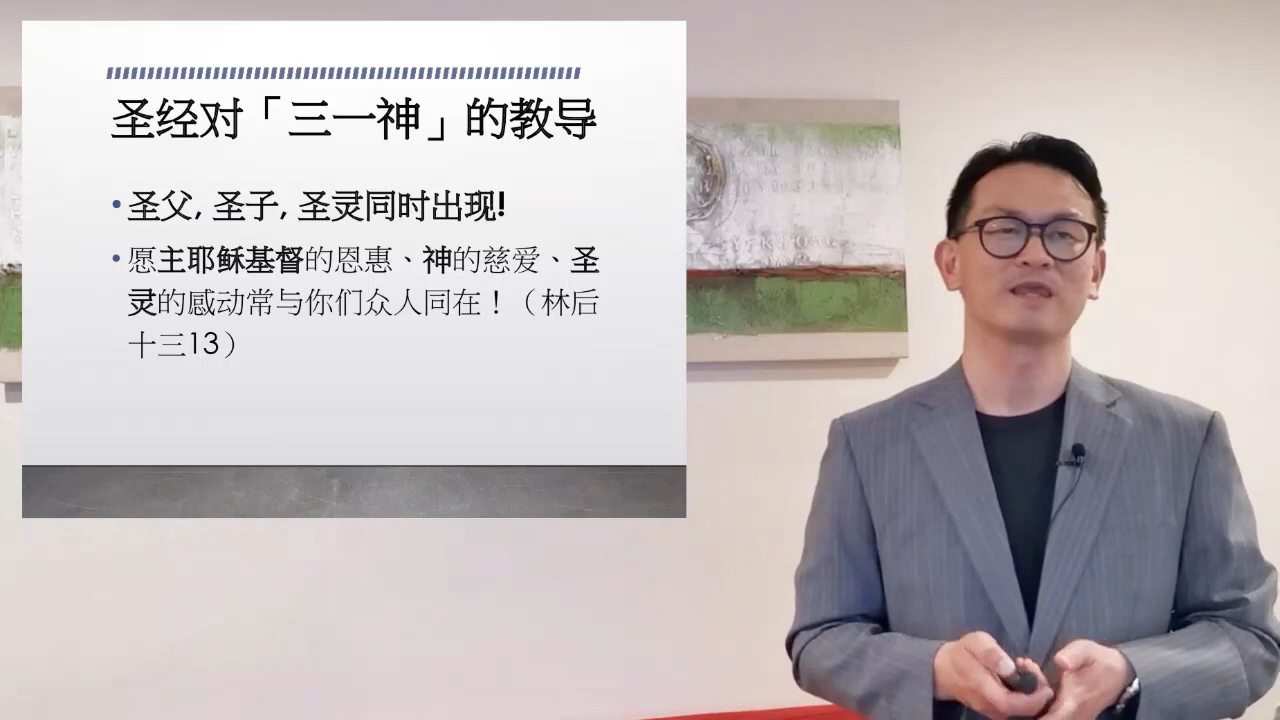 圣经对「三一神」的教导
•圣父, 圣子, 圣灵同时出现!
•愿主耶稣基督的恩惠、神的慈爱、圣
灵的感动常与你们众人同在！（林后
十三13）